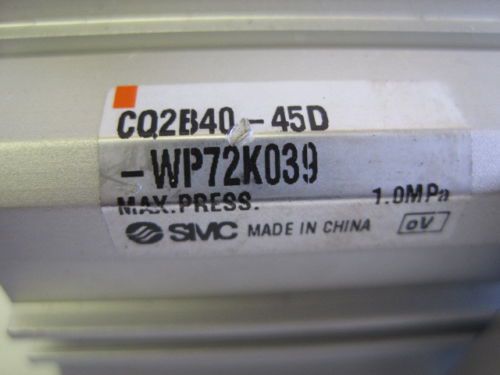 CQ2B40-45D
-WP72K039
MAX.PRESS. 1.0MPa
SMC MADE IN CHINA oV